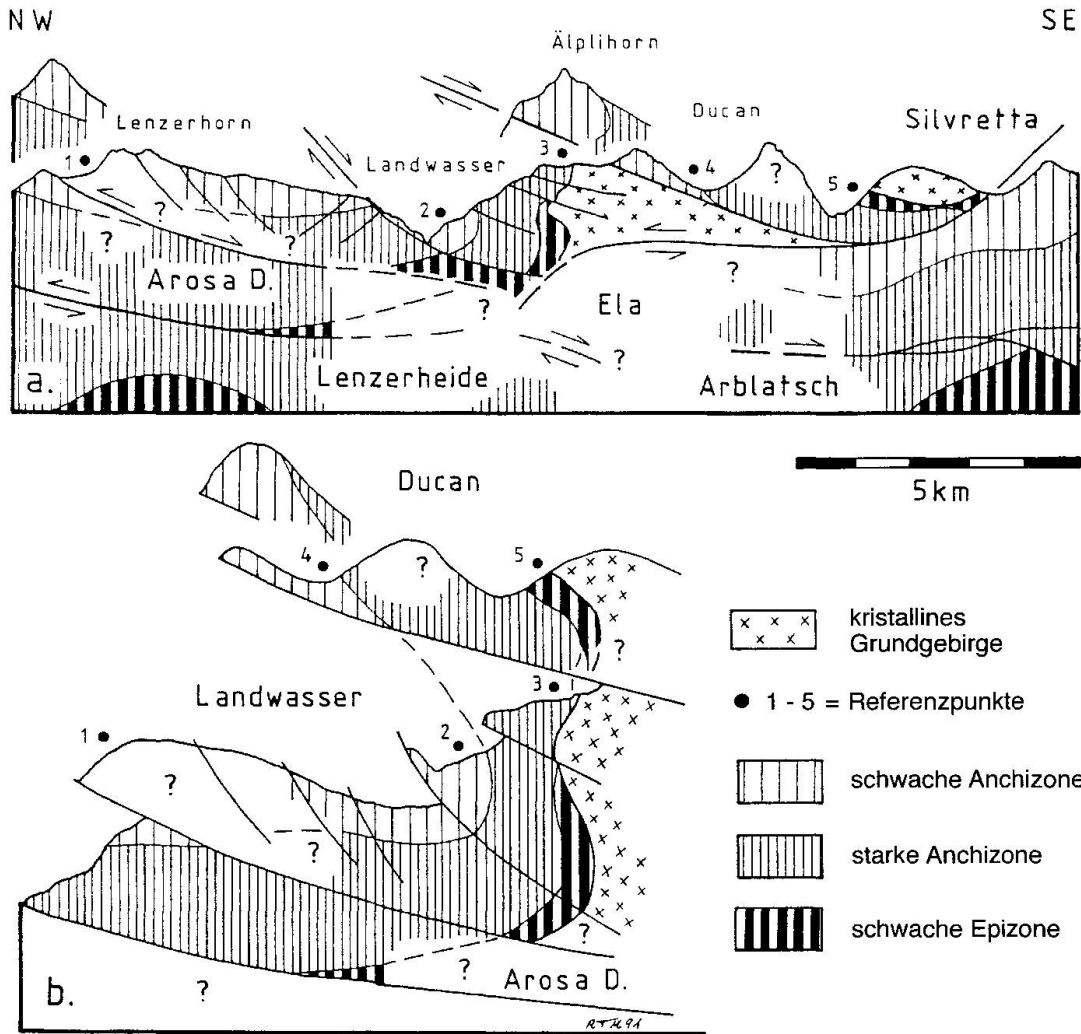 NW
SE
Älplihorn
Lenzerhorn
Ducan
Silvretta
Landwasser
1
2
3
4
5
?
?
?
?
?
?
?
Arosa D.
Ela
Lenzerheide
Arblatsch
a.
5km
Ducan
4
?
5
?
3
Landwasser
1
2
?
?
?
?
?
Arosa D.
b.
kristallines
Grundgebirge
1 - 5 = Referenzpunkte
schwache Anchizone
starke Anchizone
schwache Epizone